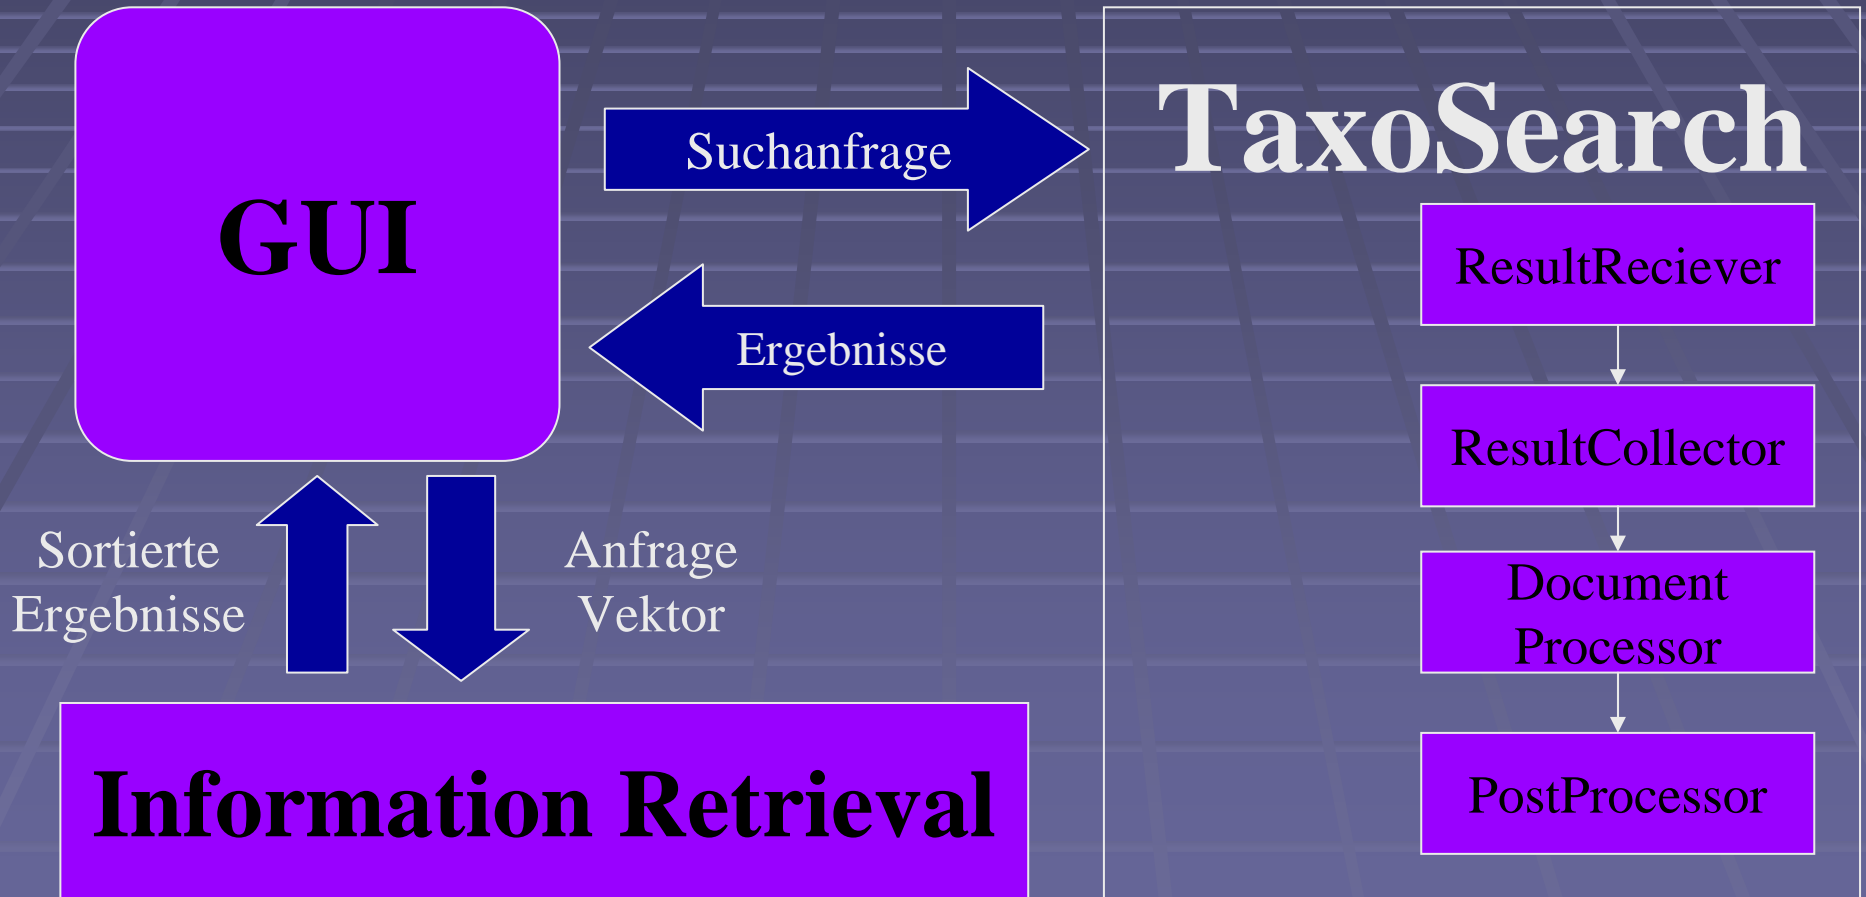 GUI
Suchanfrage
Ergebnisse
Sortierte
Ergebnisse
Anfrage
Vektor
Information Retrieval
TaxoSearch
ResultReciever
ResultCollector
Document
Processor
PostProcessor